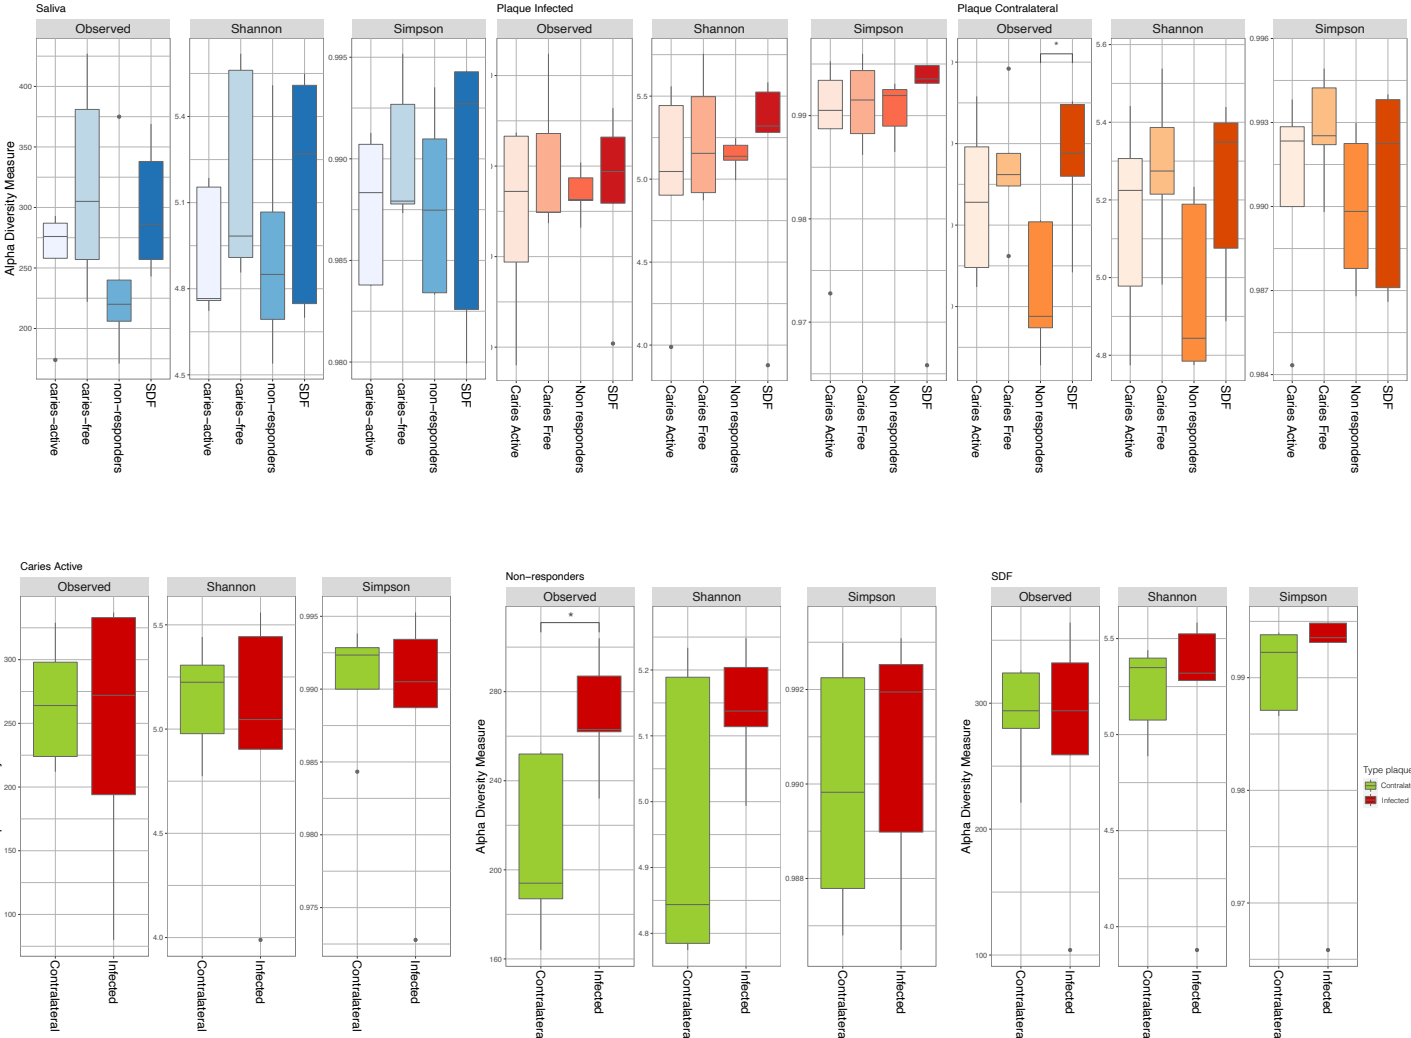 Saliva
Plaque Infected
Plaque Contralateral
Observed
Shannon
Simpson
Observed
Shannon
Simpson
Observed
Shannon
Simpson
Alpha Diversity Measure
400
350
300
250
200
5.4
5.1
4.8
4.5
0.995
0.990
0.985
0.980
5.5
5.0
4.5
4.0
0.99
0.98
0.97
*
5.6
5.4
5.2
5.0
4.8
0.996
0.993
0.990
0.987
0.984
caries-active
caries-free
non-responders
SDF
caries-active
caries-free
non-responders
SDF
caries-active
caries-free
non-responders
SDF
Caries Active
Caries Free
Non responders
SDF
Caries Active
Caries Free
Non responders
SDF
Caries Active
Caries Free
Non responders
SDF
Caries Active
Caries Free
Non responders
SDF
Caries Active
Caries Free
Non responders
SDF
Caries Active
Caries Free
Non responders
SDF
Caries Active
Observed
Shannon
Simpson
300
250
200
150
100
5.5
5.0
4.5
4.0
0.995
0.990
0.985
0.980
0.975
Contralateral
Infected
Contralateral
Infected
Contralateral
Infected
Non-responders
Observed
Shannon
Simpson
Alpha Diversity Measure
*
280
240
200
160
5.2
5.1
5.0
4.9
4.8
0.992
0.990
0.988
Contralatera
Infected
Contralatera
Infected
Contralatera
Infected
SDF
Observed
Shannon
Simpson
Alpha Diversity Measure
300
200
100
5.5
5.0
4.5
4.0
0.99
0.98
0.97
Contralatera
Infected
Contralatera
Infected
Contralatera
Infected
Type plaque
Contralat
Infected